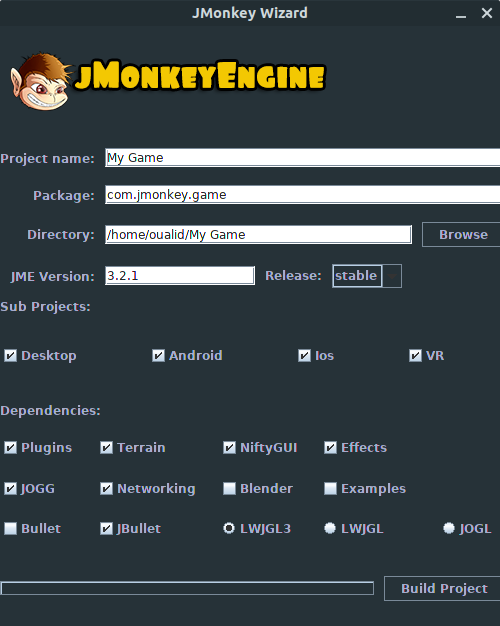 JMonkey Wizard
JMONKEYENGINE
Project name: My Game
Package: com.jmonkey.game
Directory: /home/oualid/My Game Browse
JME Version: 3.2.1 Release: stable
Sub Projects:
Desktop Android Ios VR
Dependencies:
Plugins Terrain NiftyGUI Effects
JOGG Networking Blender Examples
Bullet JBullet LWJGL3 LWJGL JOGL
Build Project